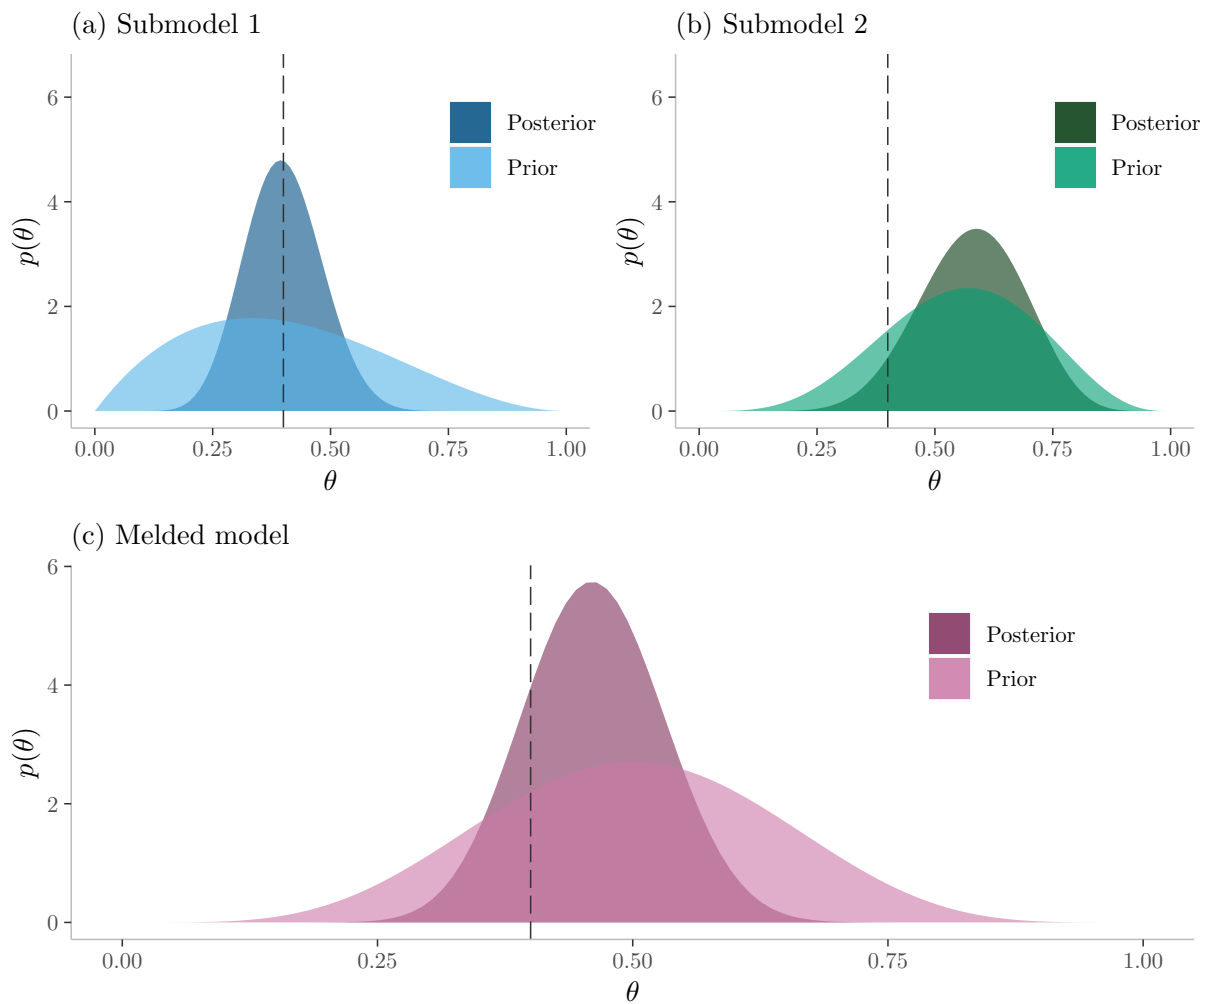 (a) Submodel 1
p(θ)
6
4
2
0
Posterior
Prior
0.00 0.25 0.50 0.75 1.00
θ
(b) Submodel 2
p(θ)
6
4
2
0
Posterior
Prior
0.00 0.25 0.50 0.75 1.00
θ
(c) Melded model
p(θ)
6
4
2
0
Posterior
Prior
0.00 0.25 0.50 0.75 1.00
θ